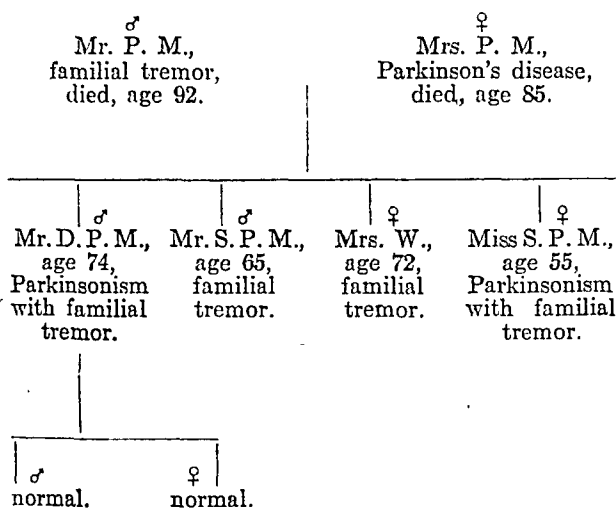 ♂ ♀
Mr. P. M., Mrs. P. M.,
familial tremor, Parkinson's disease,
died, age 92. died, age 85.
♂ ♂ ♀ ♀
Mr. D. P. M., Mr. S. P. M., Mrs. W., Miss S. P. M.,
age 74, age 65, age 72, age 55,
Parkinsonism familial familial Parkinsonism
with familial tremor. tremor. with familial
tremor. tremor.
♂ ♀
normal. normal.